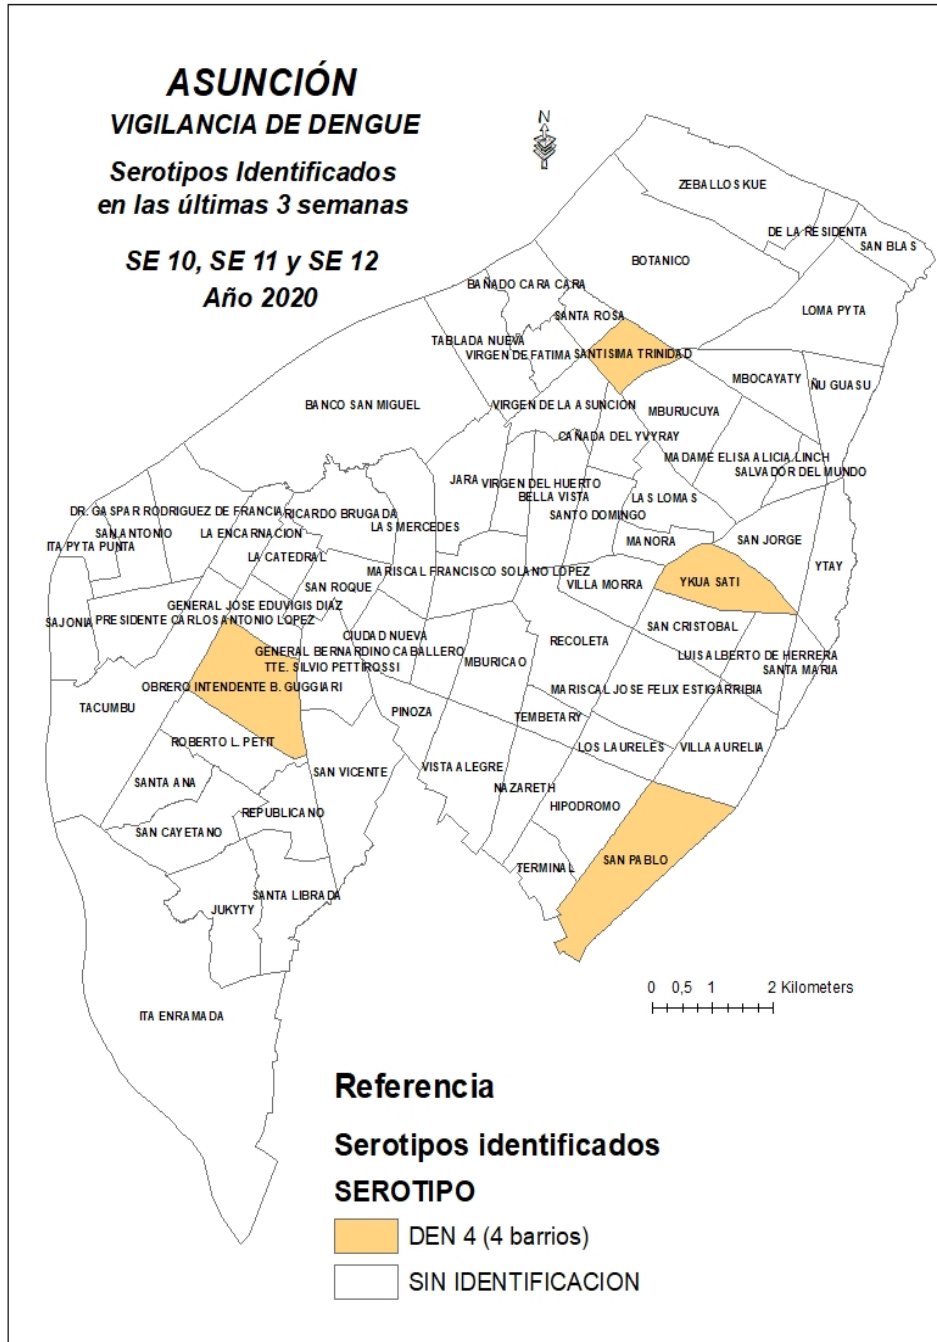 ASUNCIÓN
VIGILANCIA DE DENGUE
Serotipos Identificados
en las últimas 3 semanas
SE 10, SE 11 y SE 12
Año 2020
N
ZEBALLOS KUE
DE LA RESIDENTA
SAN BLAS
BOTANICO
BAÑADO CARA CARA
LOMA PYTA
SANTA ROSA
TABLADA NUEVA
VIRGEN DE FATIMA
SANTISIMA TRINIDAD
MBOCAYATY
ÑU GUASU
BANCO SAN MIGUEL
VIRGEN DE LA ASUNCIÓN
MBURUCUYA
CAÑADA DEL YVYRAY
MADAME ELISA ALICIA LINCH
SALVADOR DEL MUNDO
JARA
VIRGEN DEL HUERTO
BELLA VISTA
LAS LOMAS
SANTO DOMINGO
DR. GASPAR RODRIGUEZ DE FRANCIA
RICARDO BRUGADA
LAS MERCEDES
SAN ANTONIO
LA ENCARNACION
ITA PYTA PUNTA
LA CATEDRAL
MANORA
SAN JORGE
YTAY
MARISCAL FRANCISCO SOLANO LOPEZ
SAN ROQUE
VILLA MORRA
YKUA SATI
GENERAL JOSE EDUVIGIS DIAZ
SAJONIA
PRESIDENTE CARLOS ANTONIO LOPEZ
CIUDAD NUEVA
SAN CRISTOBAL
RECOLETA
GENERAL BERNARDINO CABALLERO
LUIS ALBERTO DE HERRERA
TTE. SILVIO PETTIROSSI
MBURICAO
SANTA MARIA
OBRERO INTENDENTE B. GUGGIARI
MARISCAL JOSE FELIX ESTIGARRIBIA
TACUMBU
PINOZA
TEMBETARY
ROBERTO L. PETIT
LOS LAURELES
VILLA AURELIA
SAN VICENTE
VISTA ALEGRE
SANTA ANA
NAZARETH
HIPODROMO
REPUBLICANO
SAN CAYETANO
SAN PABLO
TERMINAL
SANTA LIBRADA
JUKYTY
ITA ENRAMADA
0 0,5 1 2 Kilometers
Referencia
Serotipos identificados
SEROTIPO
DEN 4 (4 barrios)
SIN IDENTIFICACION